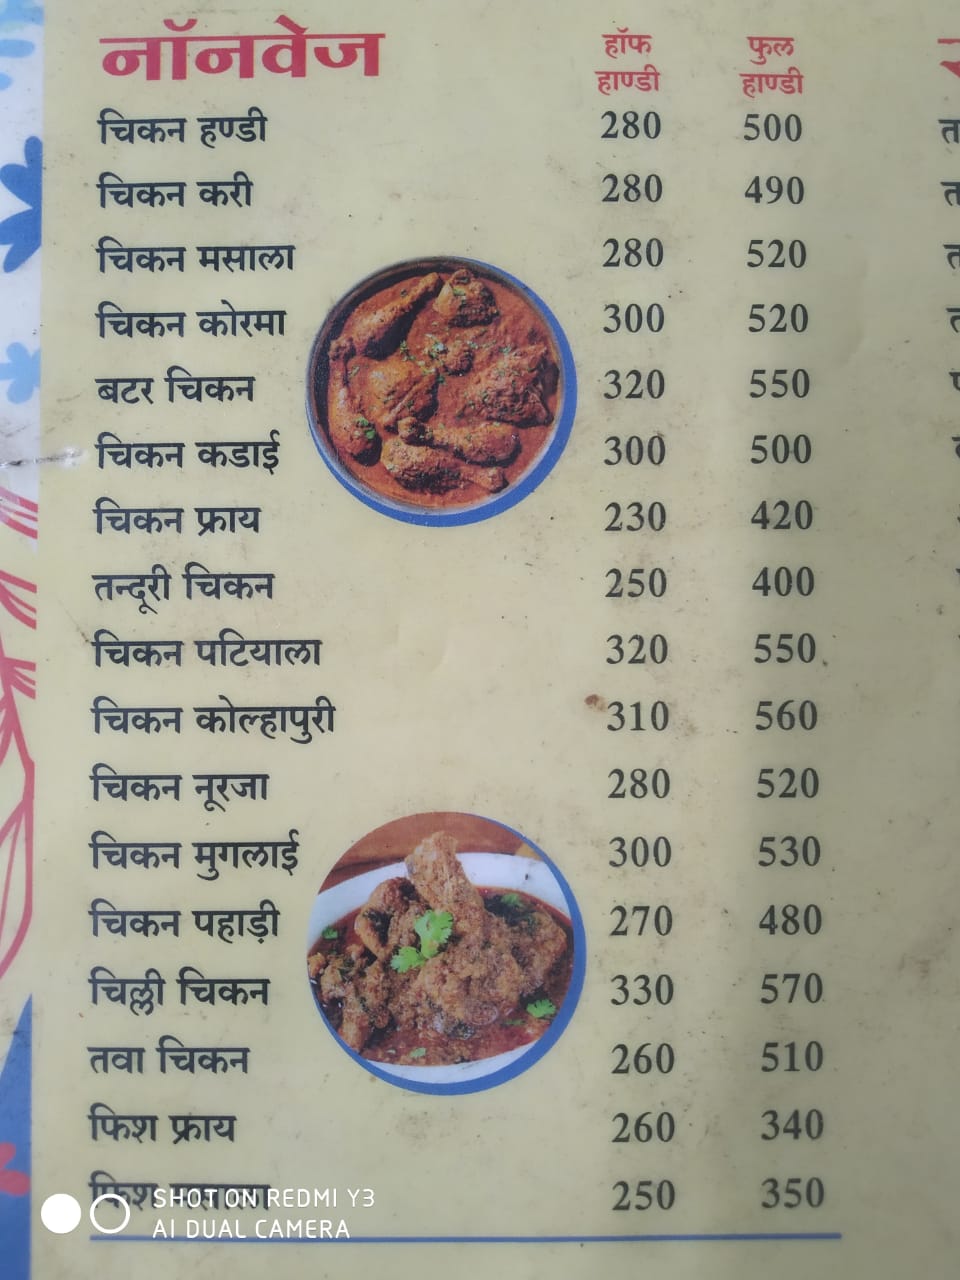 नॉनवेज हॉफ हाण्डी फुल हाण्डी
चिकन हण्डी 280 500
चिकन करी 280 490
चिकन मसाला 280 520
चिकन कोरमा 300 520
बटर चिकन 320 550
चिकन कडाई 300 500
चिकन फ्राय 230 420
तन्दूरी चिकन 250 400
चिकन पटियाला 320 550
चिकन कोल्हापुरी 310 560
चिकन नूरजा 280 520
चिकन मुगलाई 300 530
चिकन पहाड़ी 270 480
चिल्ली चिकन 330 570
तवा चिकन 260 510
फिश फ्राय 260 340
फिश 250 350
SHOT ON REDMI Y3
AI DUAL CAMERA